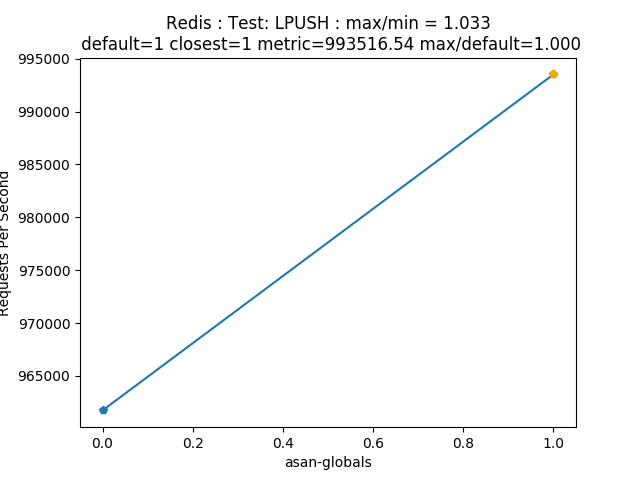 Redis : Test: LPUSH : max/min = 1.033
default=1 closest=1 metric=993516.54 max/default=1.000
995000
990000
985000
980000
975000
970000
965000
Requests Per Second
0.0 0.2 0.4 0.6 0.8 1.0
asan-globals